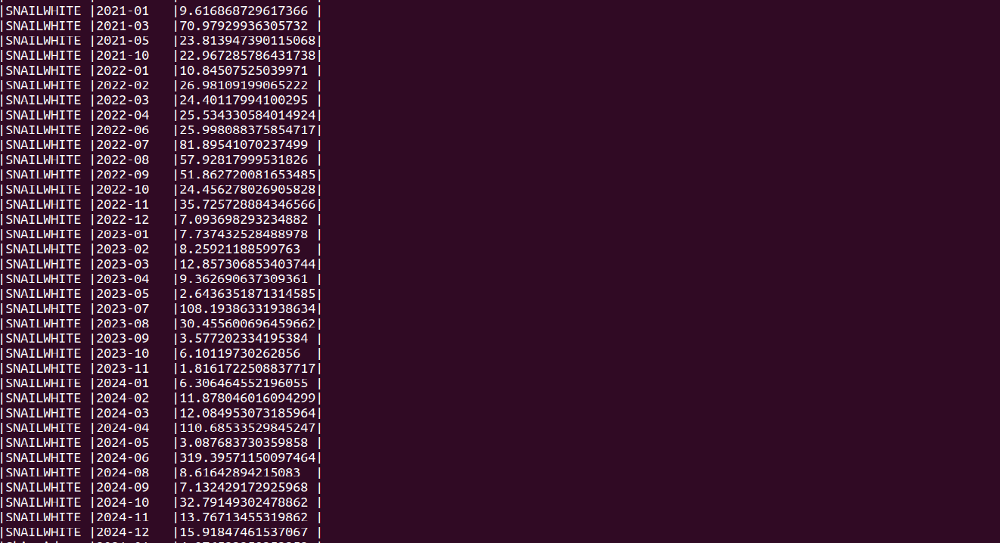 |SNAILWHITE |2021-01   |9.616868729617366 |
|SNAILWHITE |2021-03   |70.97929936305732 |
|SNAILWHITE |2021-05   |23.813947390115068|
|SNAILWHITE |2021-10   |22.967285786431738|
|SNAILWHITE |2022-01   |10.84507525039971 |
|SNAILWHITE |2022-02   |26.98109199065222 |
|SNAILWHITE |2022-03   |24.40117994100295 |
|SNAILWHITE |2022-04   |25.534330584014924|
|SNAILWHITE |2022-06   |25.998088375854717|
|SNAILWHITE |2022-07   |81.89541070237499 |
|SNAILWHITE |2022-08   |57.92817999531826 |
|SNAILWHITE |2022-09   |51.862720081653485|
|SNAILWHITE |2022-10   |24.456278026905828|
|SNAILWHITE |2022-11   |35.725728884346566|
|SNAILWHITE |2022-12   |7.093698293234882 |
|SNAILWHITE |2023-01   |7.737432528488978 |
|SNAILWHITE |2023-02   |8.25921188599763  |
|SNAILWHITE |2023-03   |12.857306853403744|
|SNAILWHITE |2023-04   |9.362690637309361 |
|SNAILWHITE |2023-05   |2.6436351871314585|
|SNAILWHITE |2023-07   |108.19386331938634|
|SNAILWHITE |2023-08   |30.455600696459662|
|SNAILWHITE |2023-09   |3.577202334195384 |
|SNAILWHITE |2023-10   |6.10119730262856  |
|SNAILWHITE |2023-11   |1.8161722508837717|
|SNAILWHITE |2024-01   |6.306464552196055 |
|SNAILWHITE |2024-02   |11.878046016094299|
|SNAILWHITE |2024-03   |12.084953073185964|
|SNAILWHITE |2024-04   |110.68533529845247|
|SNAILWHITE |2024-05   |3.087683730359858 |
|SNAILWHITE |2024-06   |319.39571150097464|
|SNAILWHITE |2024-08   |8.61642894215083  |
|SNAILWHITE |2024-09   |7.132429172925968 |
|SNAILWHITE |2024-10   |32.79149302478862 |
|SNAILWHITE |2024-11   |13.76713455319862 |
|SNAILWHITE |2024-12   |15.91847461537067 |